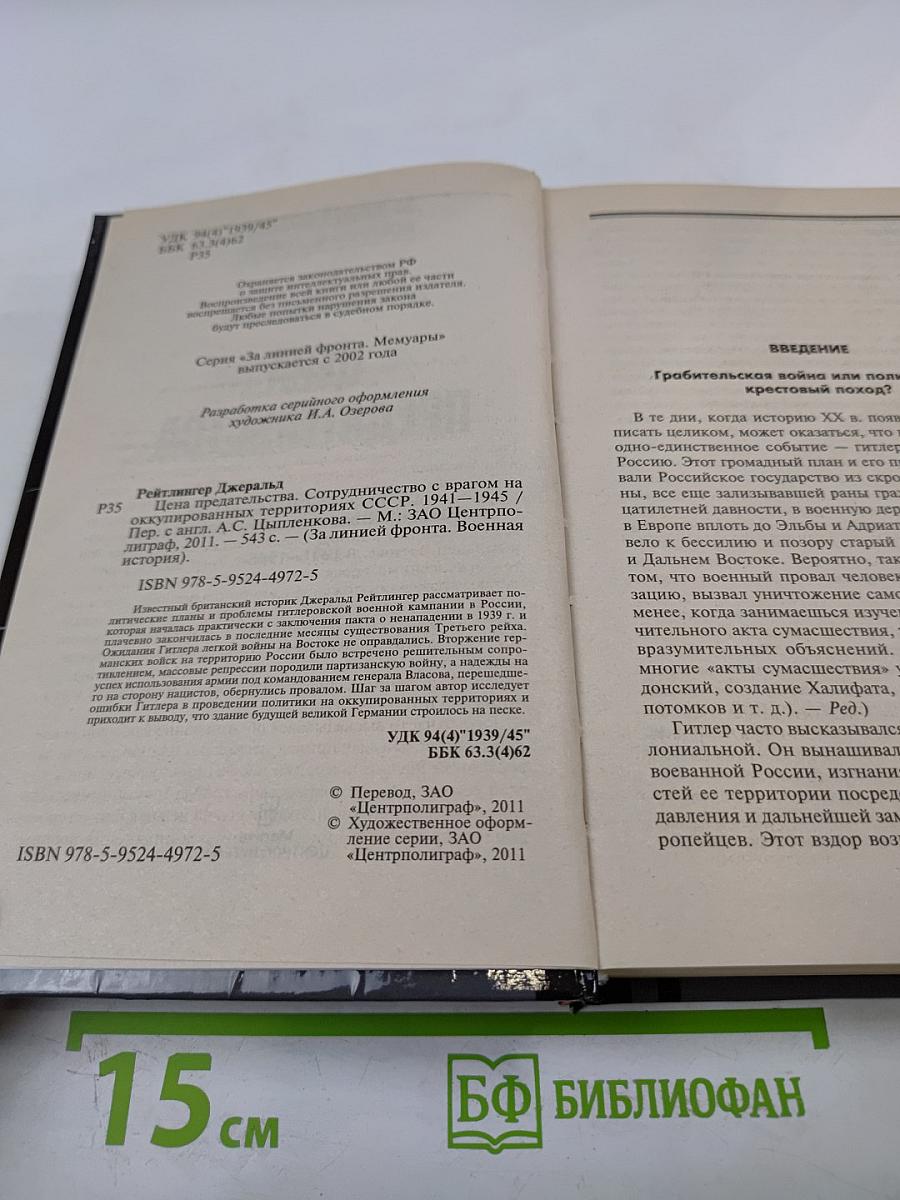 УДК 94(4)"1939/45"
ББК 63.3(4)62
Р35
Охраняется законодательством РФ
о защите интеллектуальных прав.
Воспроизведение всей книги или любой ее части
воспрещается без письменного разрешения издателя.
Любые попытки нарушения закона
будут преследоваться в судебном порядке.
Серия «За линией фронта. Мемуары»
выпускается с 2002 года
Разработка серийного оформления
художника И.А. Озерова
Рейтлингер Джеральд
Р35 Цена предательства. Сотрудничество с врагом на
оккупированных территориях СССР. 1941—1945 /
Пер. с англ. А.С. Цыпленкова. — М.: ЗАО Центрпо-
лиграф, 2011. — 543 с. — (За линией фронта. Военная
история).
ISBN 978-5-9524-4972-5
Известный британский историк Джеральд Рейтлингер рассматривает по-
литические планы и проблемы гитлеровской военной кампании в России,
которая началась практически с заключения пакта о ненападении в 1939 г. и
плачевно закончилась в последние месяцы существования Третьего рейха.
Ожидания Гитлера легкой войны на Востоке не оправдались. Вторжение гер-
манских войск на территорию России было встречено решительным сопро-
тивлением, массовые репрессии породили партизанскую войну, а надежды на
успех использования армии под командованием генерала Власова, перешедше-
го на сторону нацистов, обернулись провалом. Шаг за шагом автор исследует
ошибки Гитлера в проведении политики на оккупированных территориях и
приходит к выводу, что здание будущей великой Германии строилось на песке.
УДК 94(4)"1939/45"
ББК 63.3(4)62
© Перевод, ЗАО
«Центрполиграф», 2011
© Художественное оформ-
ление серии, ЗАО
«Центрполиграф», 2011
ISBN 978-5-9524-4972-5
ВВЕДЕНИЕ
Грабительская война или поли
крестовый поход?
В те дни, когда историю XX в. появ
писать целиком, может оказаться, что
одно-единственное событие — гитлер
Россию. Этот громадный план и его п
вали Российское государство из скро
ны, все еще зализывавшей раны гра
цатилетней давности, в военную дер
в Европе вплоть до Эльбы и Адриат
вело к бессилию и позору старый
и Дальнем Востоке. Вероятно, так
том, что военный провал человек
зацию, вызвал уничтожение само
менее, когда занимаешься изуче
чительного акта сумасшествия,
вразумительных объяснений.
многие «акты сумасшествия» у
донский, создание Халифата,
потомков и т. д.). — Ред.)
Гитлер часто высказывался
лониальной. Он вынашивал
воеванной России, изгнани
стей ее территории посред
давления и дальнейшей зам
ропейцев. Этот вздор воз
15 см
БФ БИБЛИОФАН